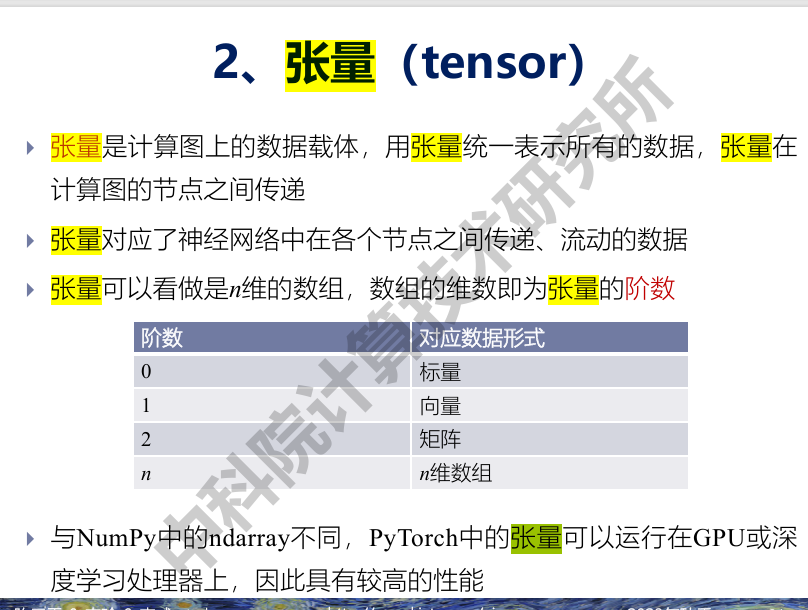 2、张量（tensor）
张量是计算图上的数据载体，用张量统一表示所有的数据，张量在
计算图的节点之间传递
张量对应了神经网络中在各个节点之间传递、流动的数据
张量可以看做是n维的数组，数组的维数即为张量的阶数
阶数 对应数据形式
0 标量
1 向量
2 矩阵
n n维数组
与NumPy中的ndarray不同，PyTorch中的张量可以运行在GPU或深
度学习处理器上，因此具有较高的性能
中科院计算技术研究所